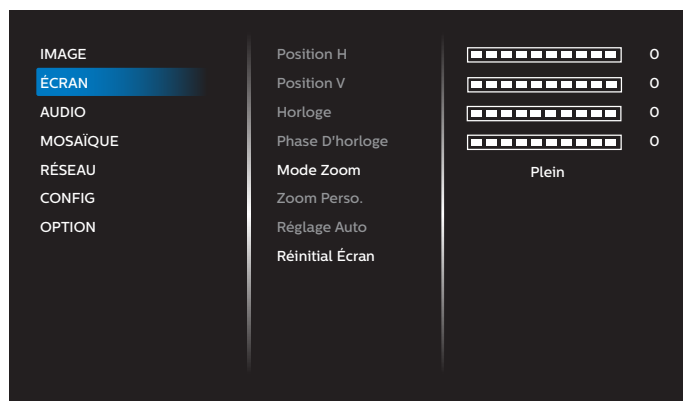 IMAGE
ÉCRAN
AUDIO
MOSAÏQUE
RÉSEAU
CONFIG
OPTION
Position H 0
Position V 0
Horloge 0
Phase D'horloge 0
Mode Zoom Plein
Zoom Perso.
Réglage Auto
Réinitial Écran